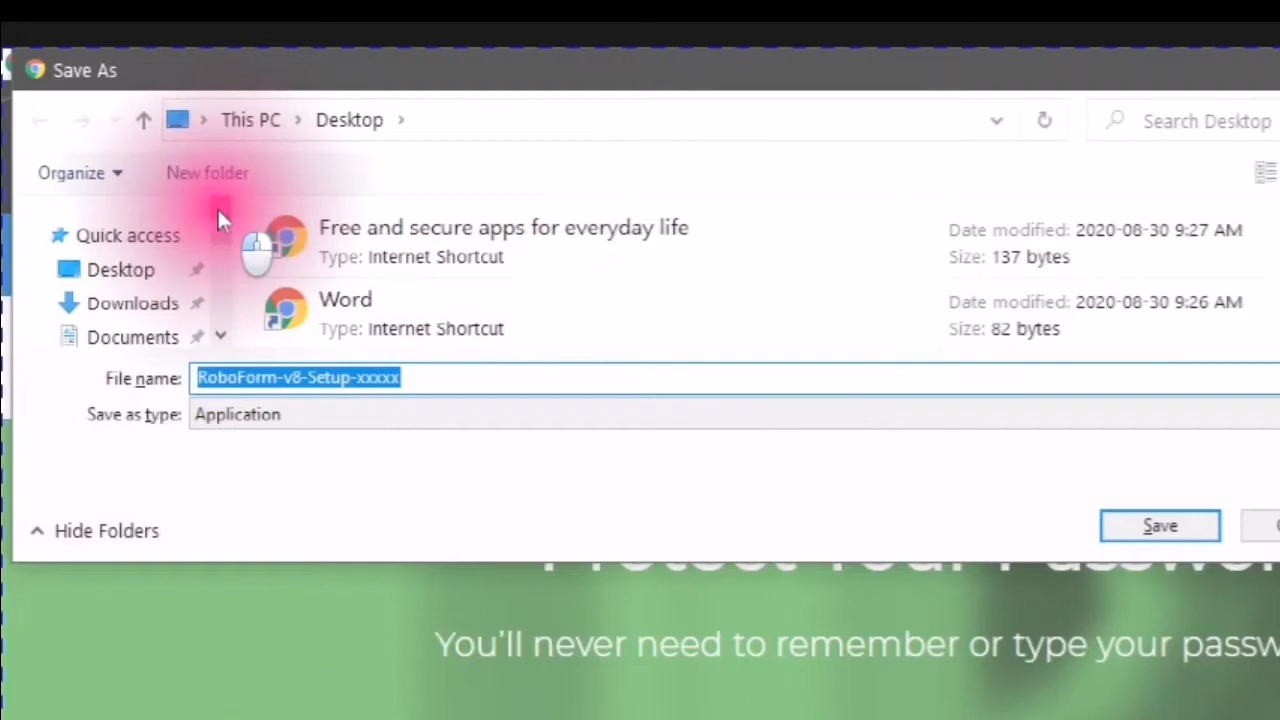 Save As
This PC > Desktop >
Search Desktop
Organize
New folder
Quick access
Desktop
Downloads
Documents
Free and secure apps for everyday life
Type: Internet Shortcut
Date modified: 2020-08-30 9:27 AM
Size: 137 bytes
Word
Type: Internet Shortcut
Date modified: 2020-08-30 9:26 AM
Size: 82 bytes
File name: RoboForm-v8-Setup-xxxxx
Save as type: Application
Hide Folders
Save
Protect Your
You'll never need to remember or type your